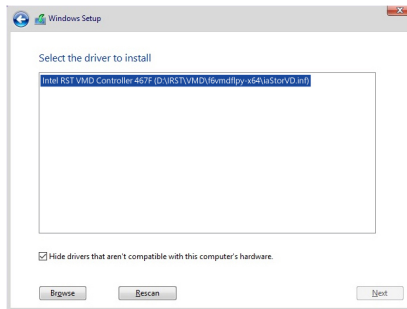 Windows Setup
Select the driver to install
Intel RST VMD Controller 467F (D:\IRST\VMD\f6vmdflpy-x64\iaStorVD.inf)
Hide drivers that aren't compatible with this computer's hardware.
Browse
Rescan
Next